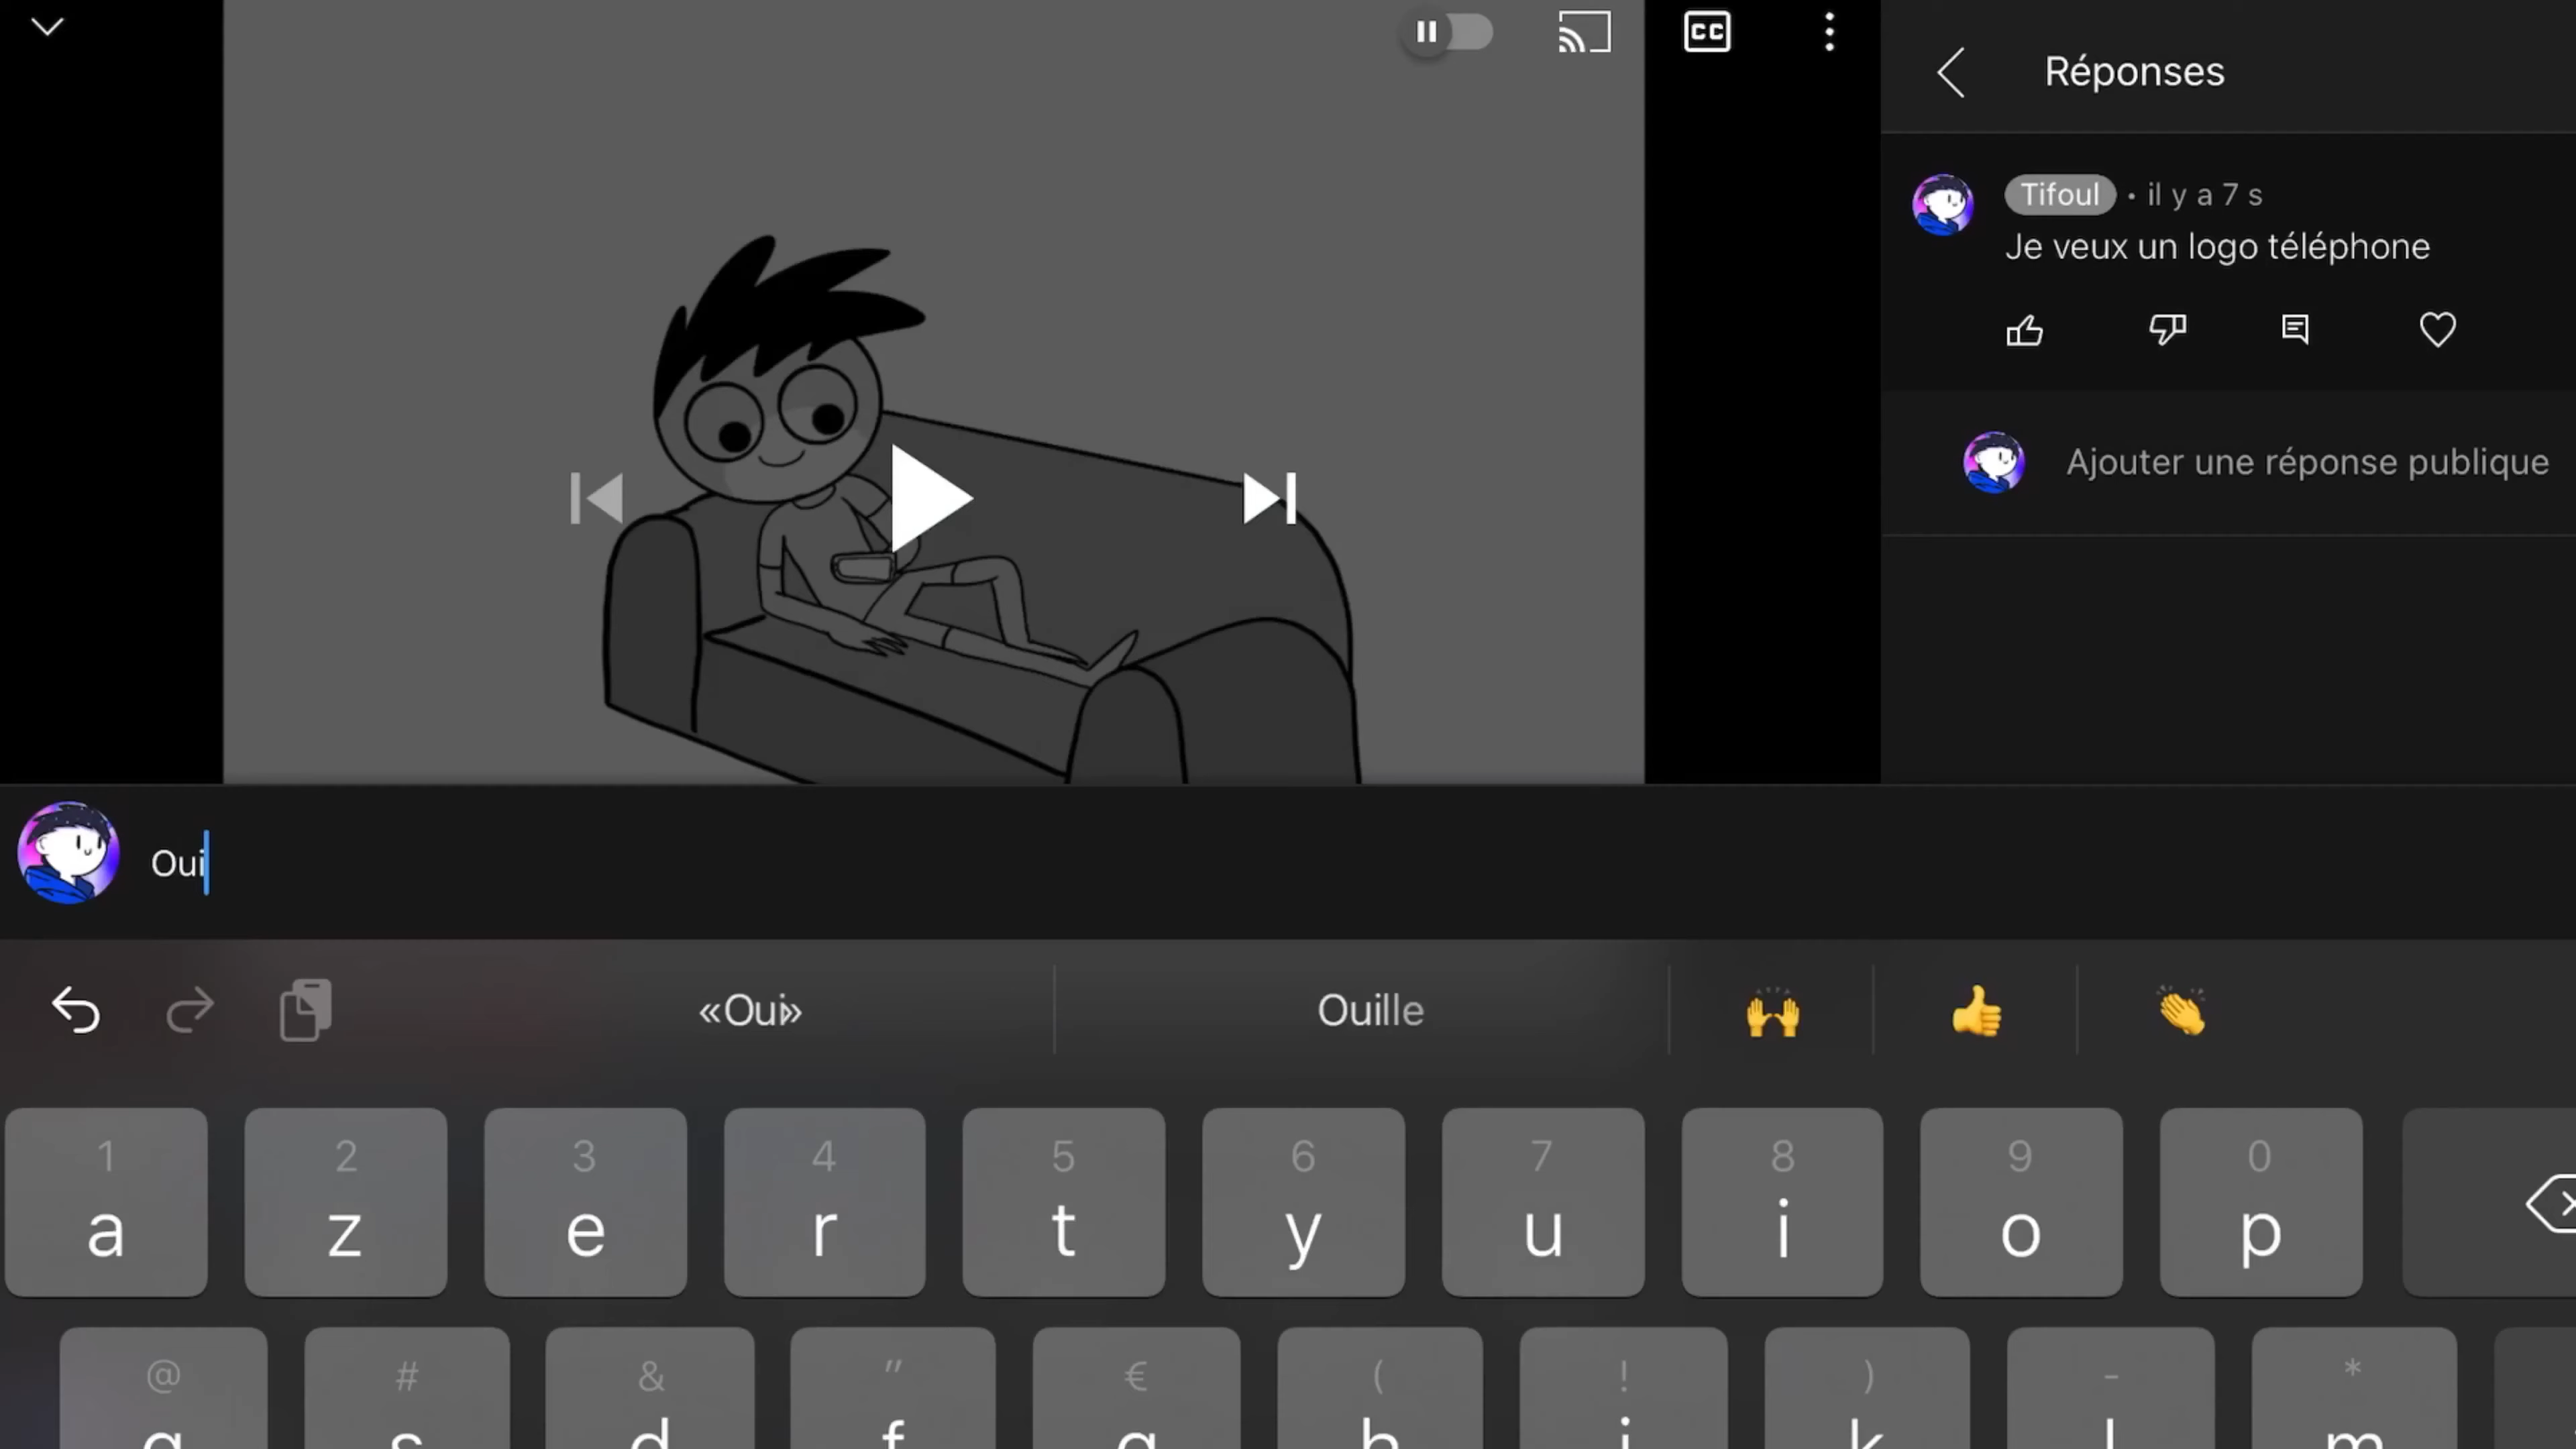 CC
Réponses
Tifoul • il y a 7 s
Je veux un logo téléphone
Ajouter une réponse publique
Oui
«Oui»
Ouille
1 2 3 4 5 6 7 8 9 0
a z e r t y u i o p
@ # & " € ( ! ) - *
q s d f g h j k l m